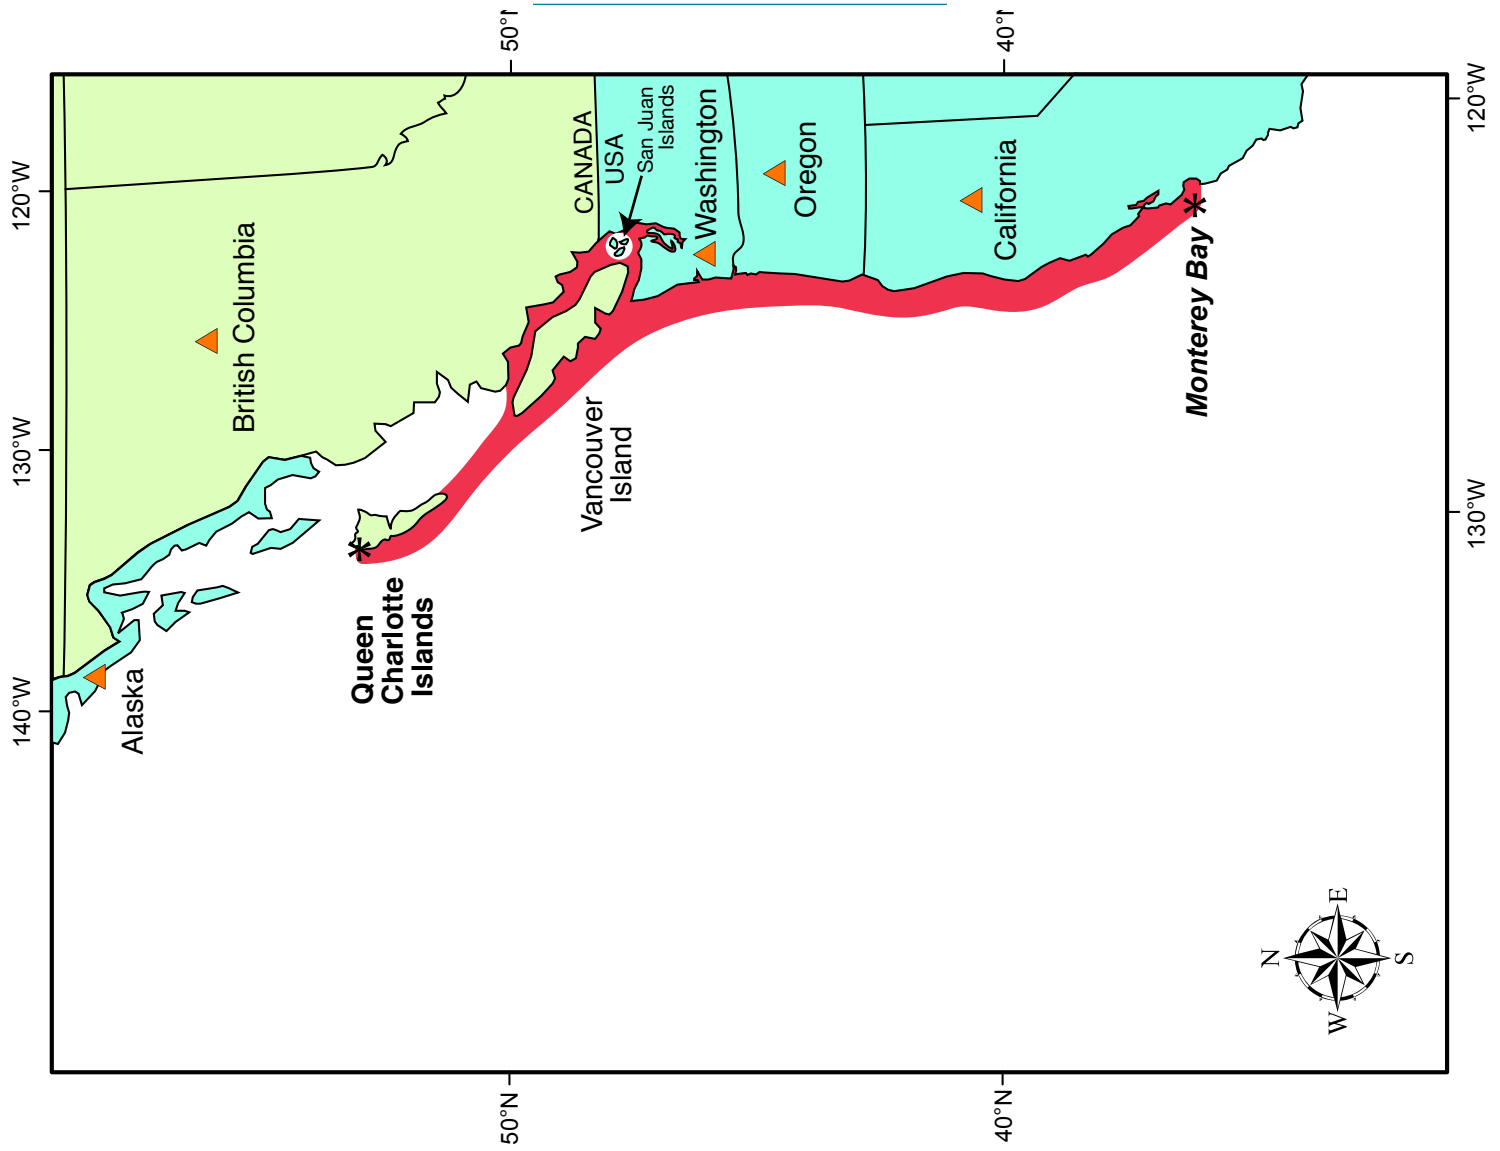 140°W
130°W
120°W
50°N
50°N
40°N
40°N
130°W
120°W
Alaska
British Columbia
CANADA
USA
San Juan
Islands
Washington
Oregon
California
Vancouver
Island
Queen
Charlotte
Islands
Monterey Bay
*
*
N
W
E
S